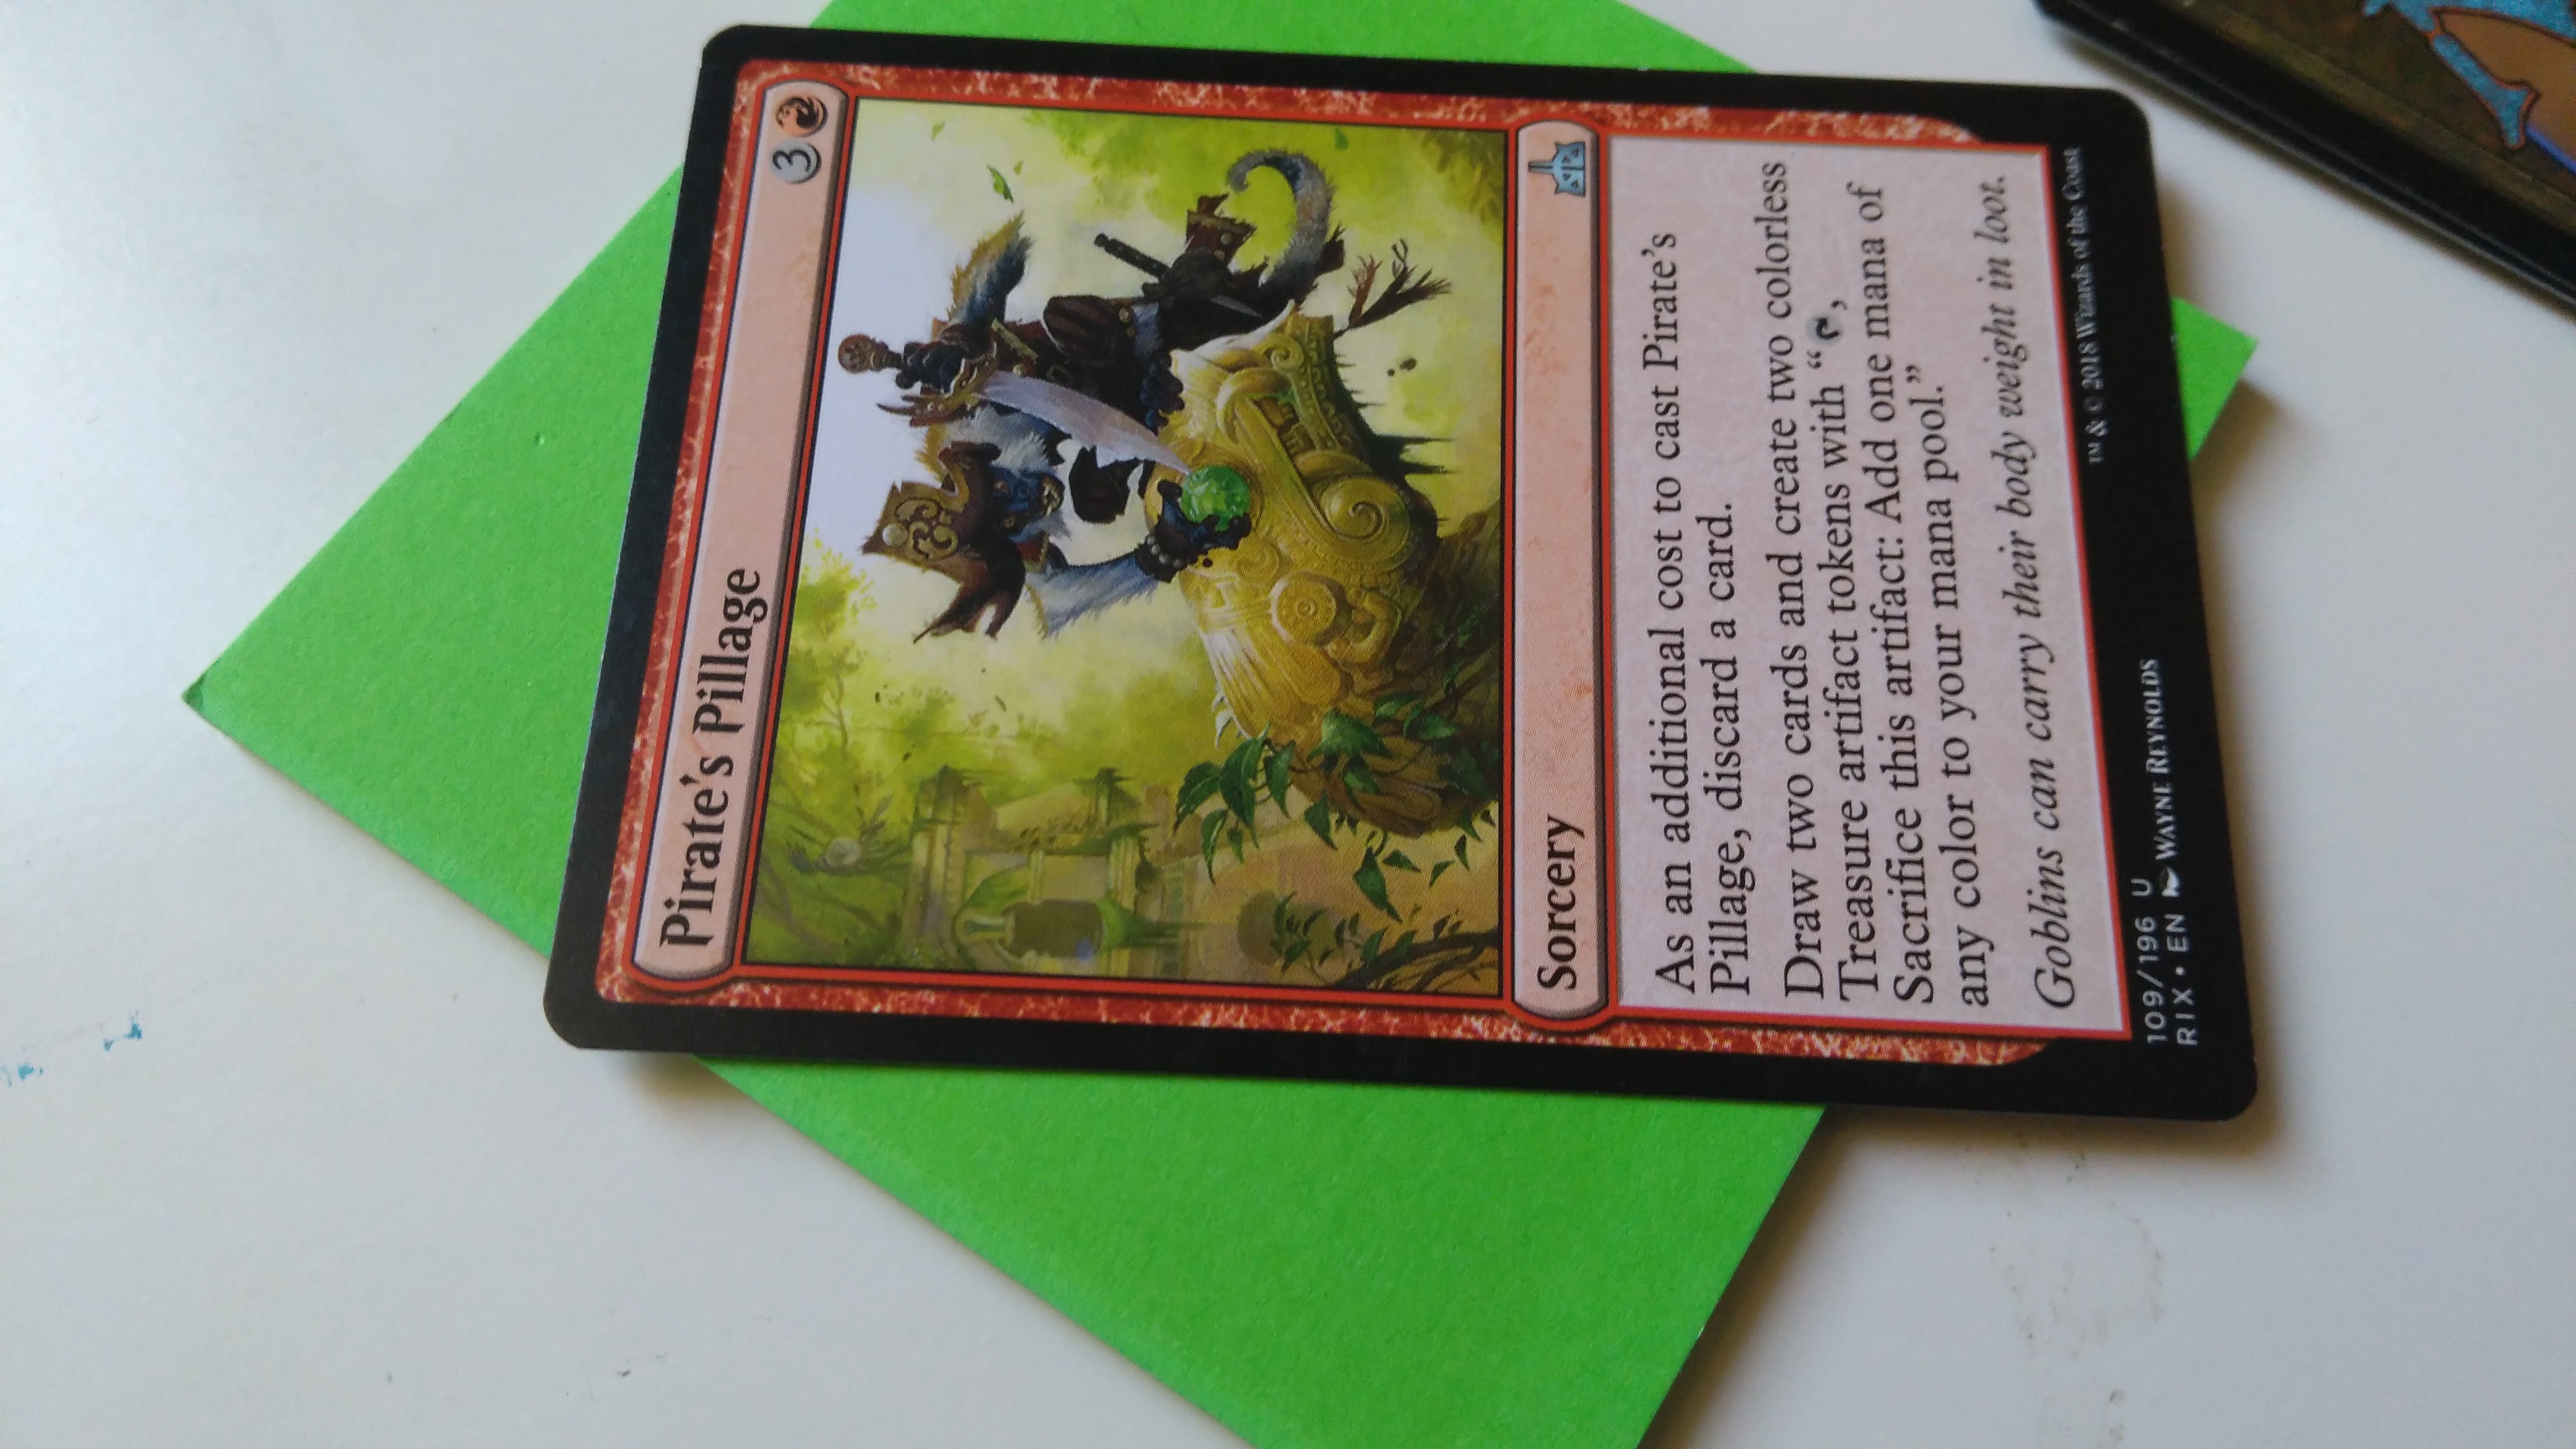 Pirate's Pillage
3
Sorcery
As an additional cost to cast Pirate's
Pillage, discard a card.
Draw two cards and create two colorless
Treasure artifact tokens with “ ,
Sacrifice this artifact: Add one mana of
any color to your mana pool.”
Goblins can carry their body weight in loot.
109/196 U
RIX • EN WAYNE REYNOLDS
™ & © 2018 Wizards of the Coast